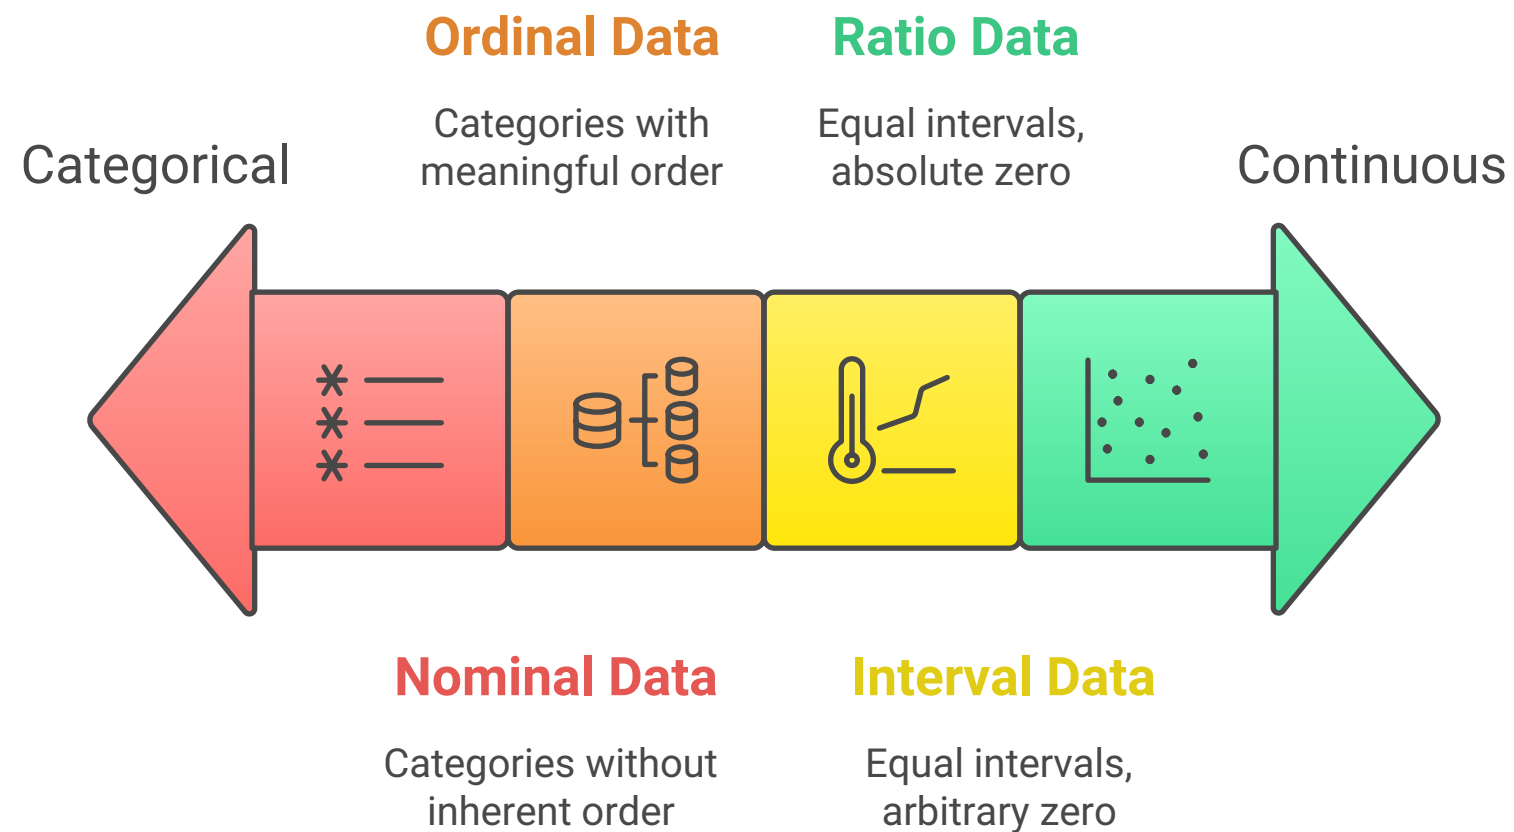 Ordinal Data
Ratio Data
Categories with
meaningful order
Equal intervals,
absolute zero
Categorical
Continuous
Nominal Data
Interval Data
Categories without
inherent order
Equal intervals,
arbitrary zero